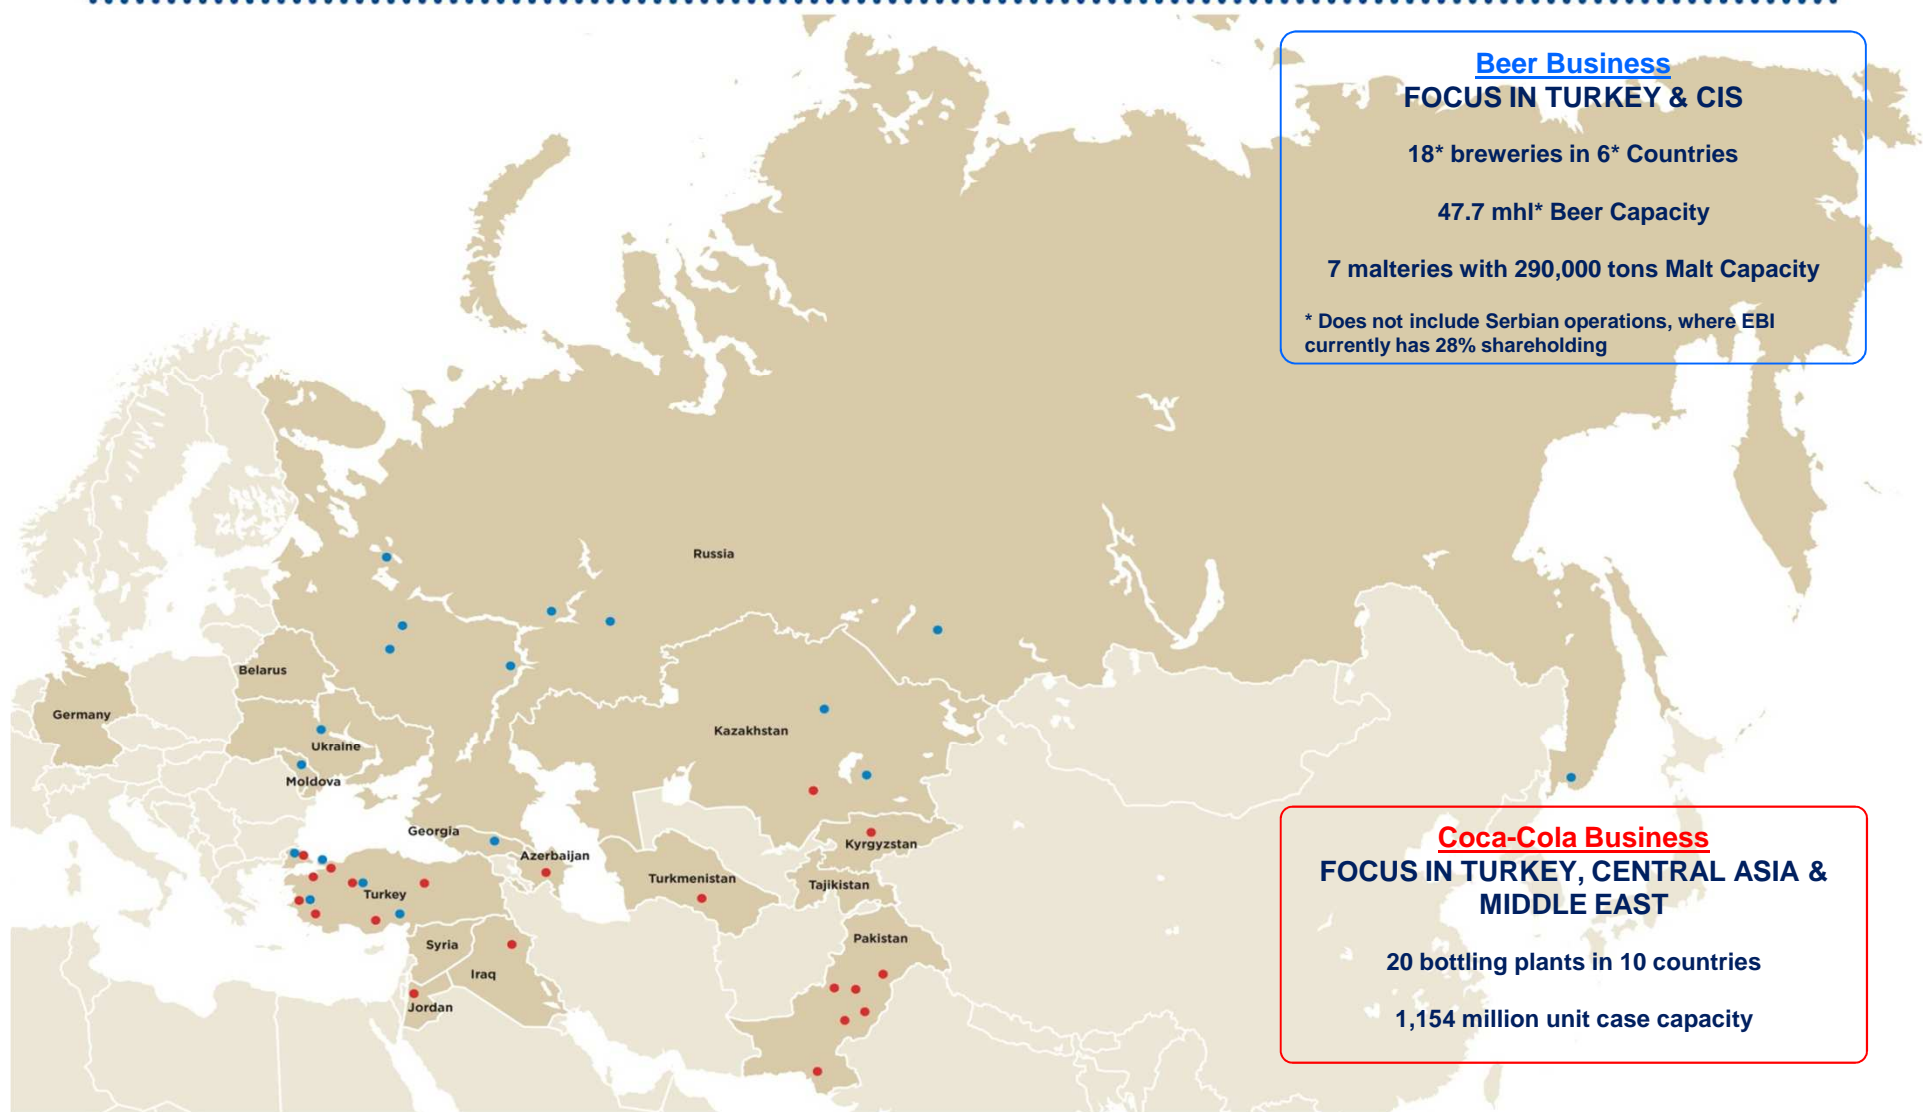 Beer Business
FOCUS IN TURKEY & CIS
18* breweries in 6* Countries
47.7 mhl* Beer Capacity
7 malteries with 290,000 tons Malt Capacity
* Does not include Serbian operations, where EBI
currently has 28% shareholding
Russia
Belarus
Germany
Kazakhstan
Ukraine
Moldova
Georgia
Kyrgyzstan
Azerbaijan
Turkmenistan
Tajikistan
Turkey
Pakistan
Syria
Iraq
Jordan
Coca-Cola Business
FOCUS IN TURKEY, CENTRAL ASIA &
MIDDLE EAST
20 bottling plants in 10 countries
1,154 million unit case capacity